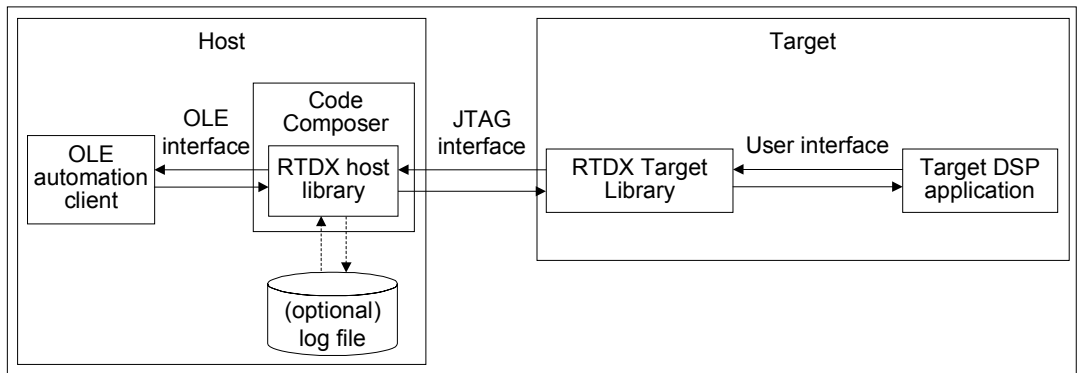 Host
Target
Code
Composer
OLE
interface
JTAG
interface
User interface
OLE
automation
client
RTDX host
library
RTDX Target
Library
Target DSP
application
(optional)
log file